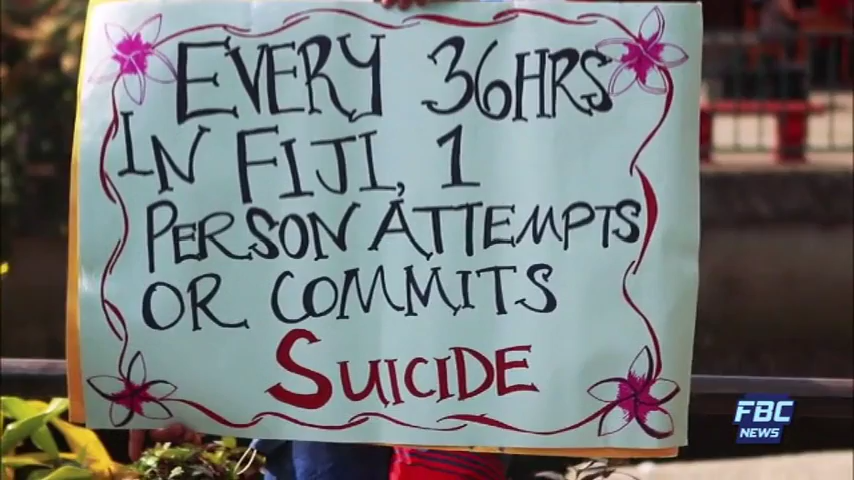 EVERY 36HRS
IN FIJI, 1
PERSON ATTEMPTS
OR COMMITS
SUICIDE
FBC
NEWS